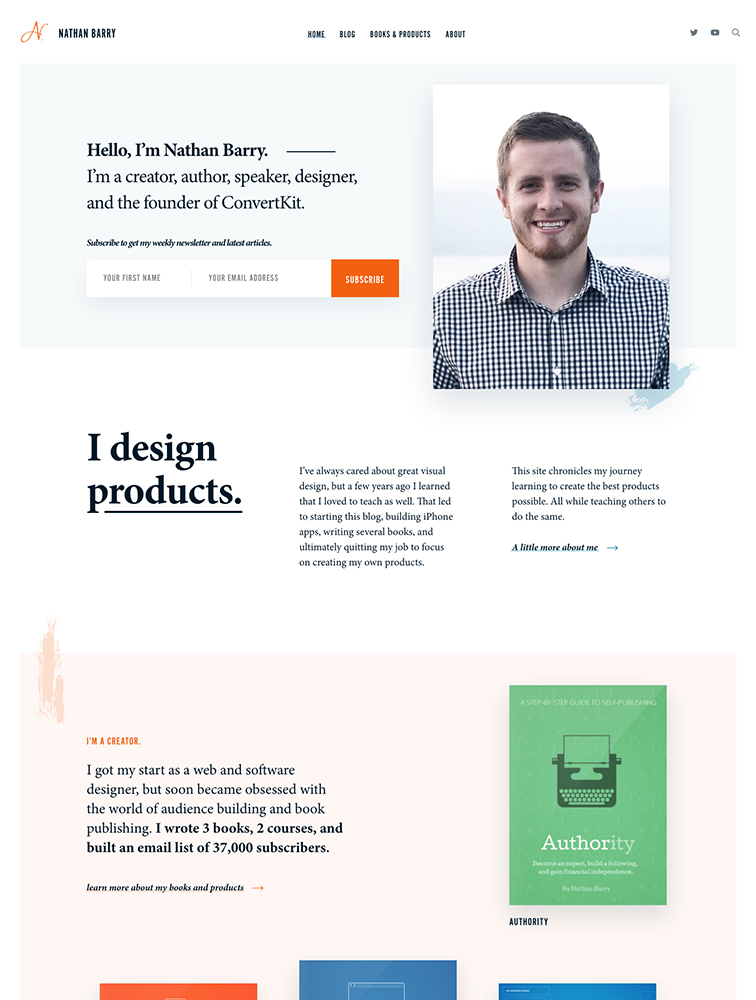 NATHAN BARRY
HOME
BLOG
BOOKS & PRODUCTS
ABOUT
Hello, I'm Nathan Barry.
I'm a creator, author, speaker, designer,
and the founder of ConvertKit.
Subscribe to get my weekly newsletter and latest articles.
YOUR FIRST NAME
YOUR EMAIL ADDRESS
SUBSCRIBE
I design
products.
I've always cared about great visual
design, but a few years ago I learned
that I loved to teach as well. That led
to starting this blog, building iPhone
apps, writing several books, and
ultimately quitting my job to focus
on creating my own products.
This site chronicles my journey
learning to create the best products
possible. All while teaching others to
do the same.
A little more about me
I'M A CREATOR.
I got my start as a web and software
designer, but soon became obsessed with
the world of audience building and book
publishing. I wrote 3 books, 2 courses, and
built an email list of 37,000 subscribers.
learn more about my books and products
A STEP-BY-STEP GUIDE TO SELF-PUBLISHING
Authority
Become an expert, build a following,
and gain financial independence.
By Nathan Barry
AUTHORITY